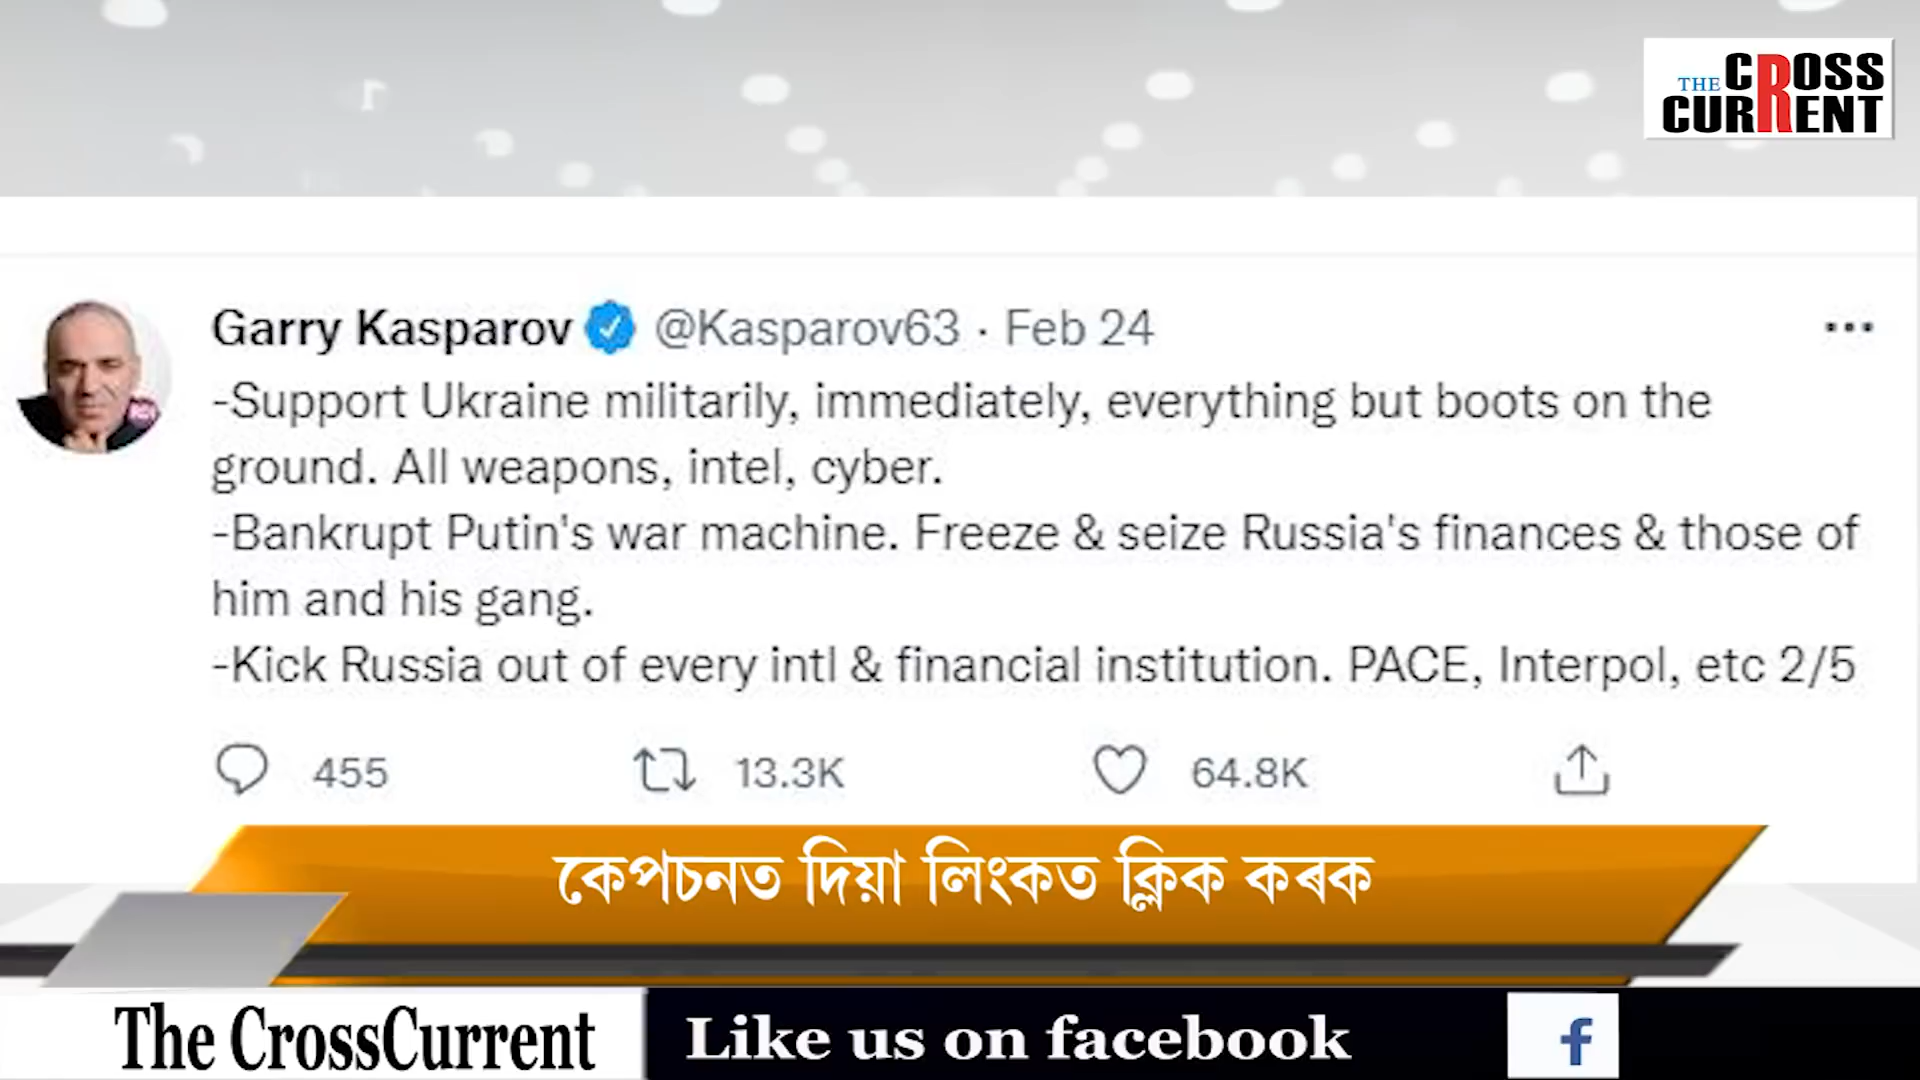 THE CROSS
CURRENT
Garry Kasparov @Kasparov63 · Feb 24
-Support Ukraine militarily, immediately, everything but boots on the
ground. All weapons, intel, cyber.
-Bankrupt Putin's war machine. Freeze & seize Russia's finances & those of
him and his gang.
-Kick Russia out of every intl & financial institution. PACE, Interpol, etc 2/5
455 13.3K 64.8K
কেপচনত দিয়া লিংকত ক্লিক কৰক
The CrossCurrent Like us on facebook f